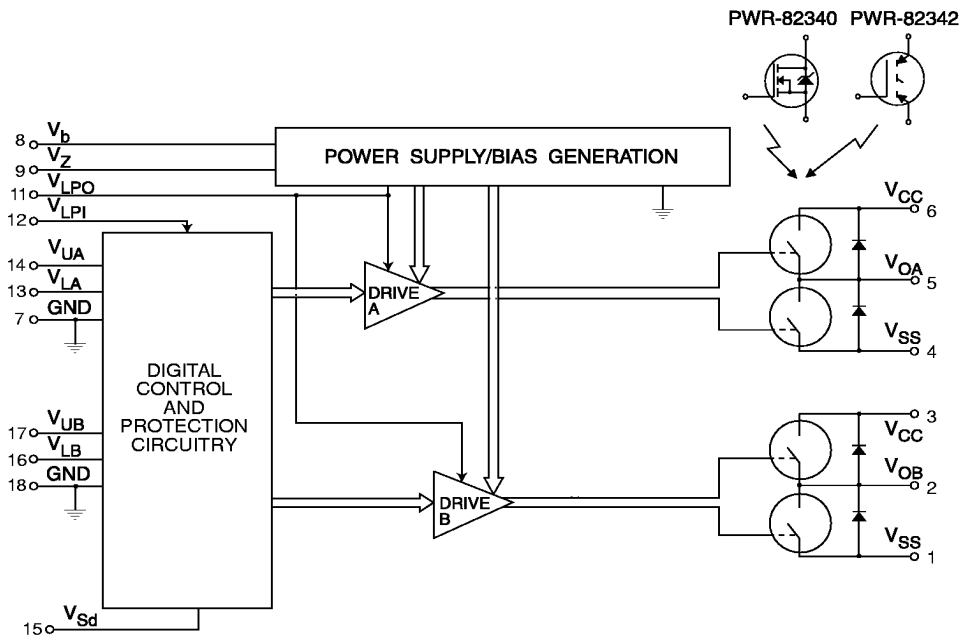 PWR-82340 PWR-82342
8 Vb
POWER SUPPLY/BIAS GENERATION
9 VZ
11 VLPO
12 VLPI
14 VUA
13 VLA
7 GND
DIGITAL
CONTROL
AND
PROTECTION
CIRCUITRY
17 VUB
16 VLB
18 GND
15 VSd
DRIVE
A
DRIVE
B
VCC
6
VOA
5
VSS
4
3
VCC
VOB
2
VSS
1